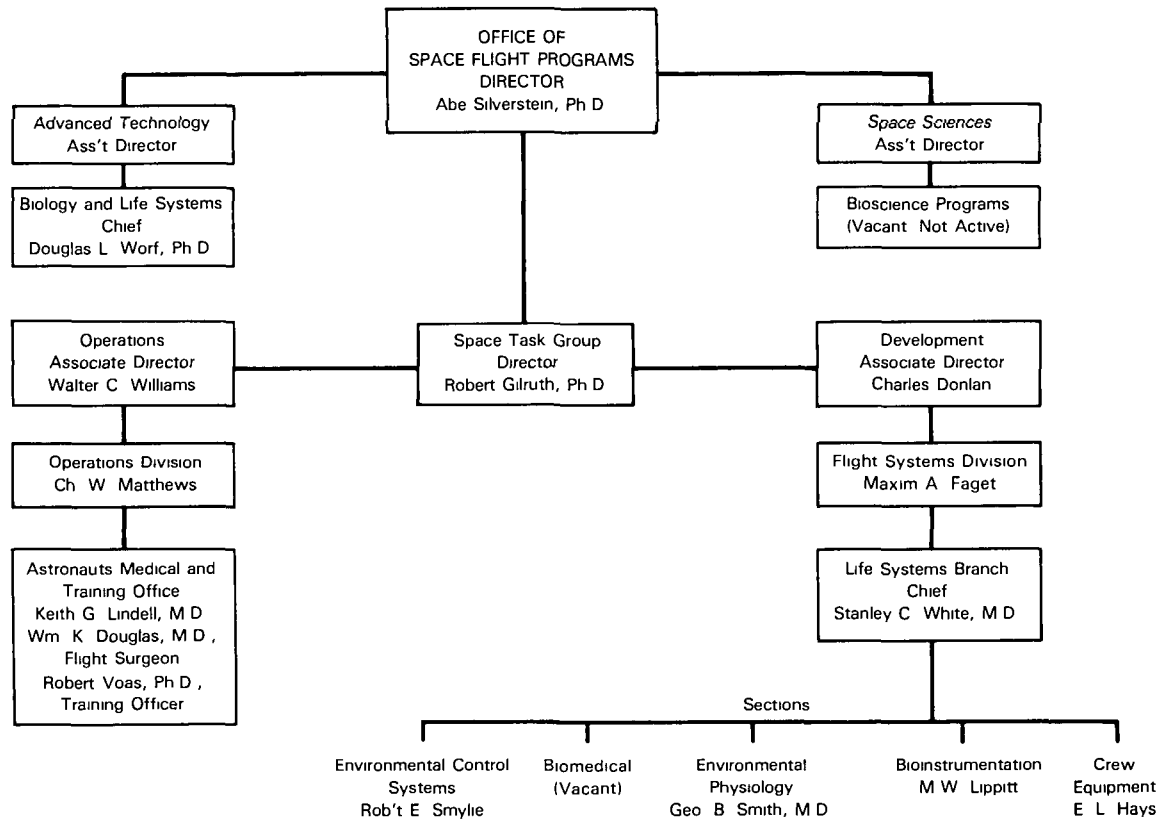 OFFICE OF
SPACE FLIGHT PROGRAMS
DIRECTOR
Abe Silverstein, Ph D
Advanced Technology
Ass't Director
Space Sciences
Ass't Director
Biology and Life Systems
Chief
Douglas L Worf, Ph D
Bioscience Programs
(Vacant Not Active)
Operations
Associate Director
Walter C Williams
Space Task Group
Director
Robert Gilruth, Ph D
Development
Associate Director
Charles Donlan
Operations Division
Ch W Matthews
Flight Systems Division
Maxim A Faget
Astronauts Medical and
Training Office
Keith G Lindell, M D
Wm K Douglas, M D ,
Flight Surgeon
Robert Voas, Ph D ,
Training Officer
Life Systems Branch
Chief
Stanley C White, M D
Sections
Environmental Control
Systems
Rob't E Smylie
Biomedical
(Vacant)
Environmental
Physiology
Geo B Smith, M D
Bioinstrumentation
M W Lippitt
Crew
Equipment
E L Hays